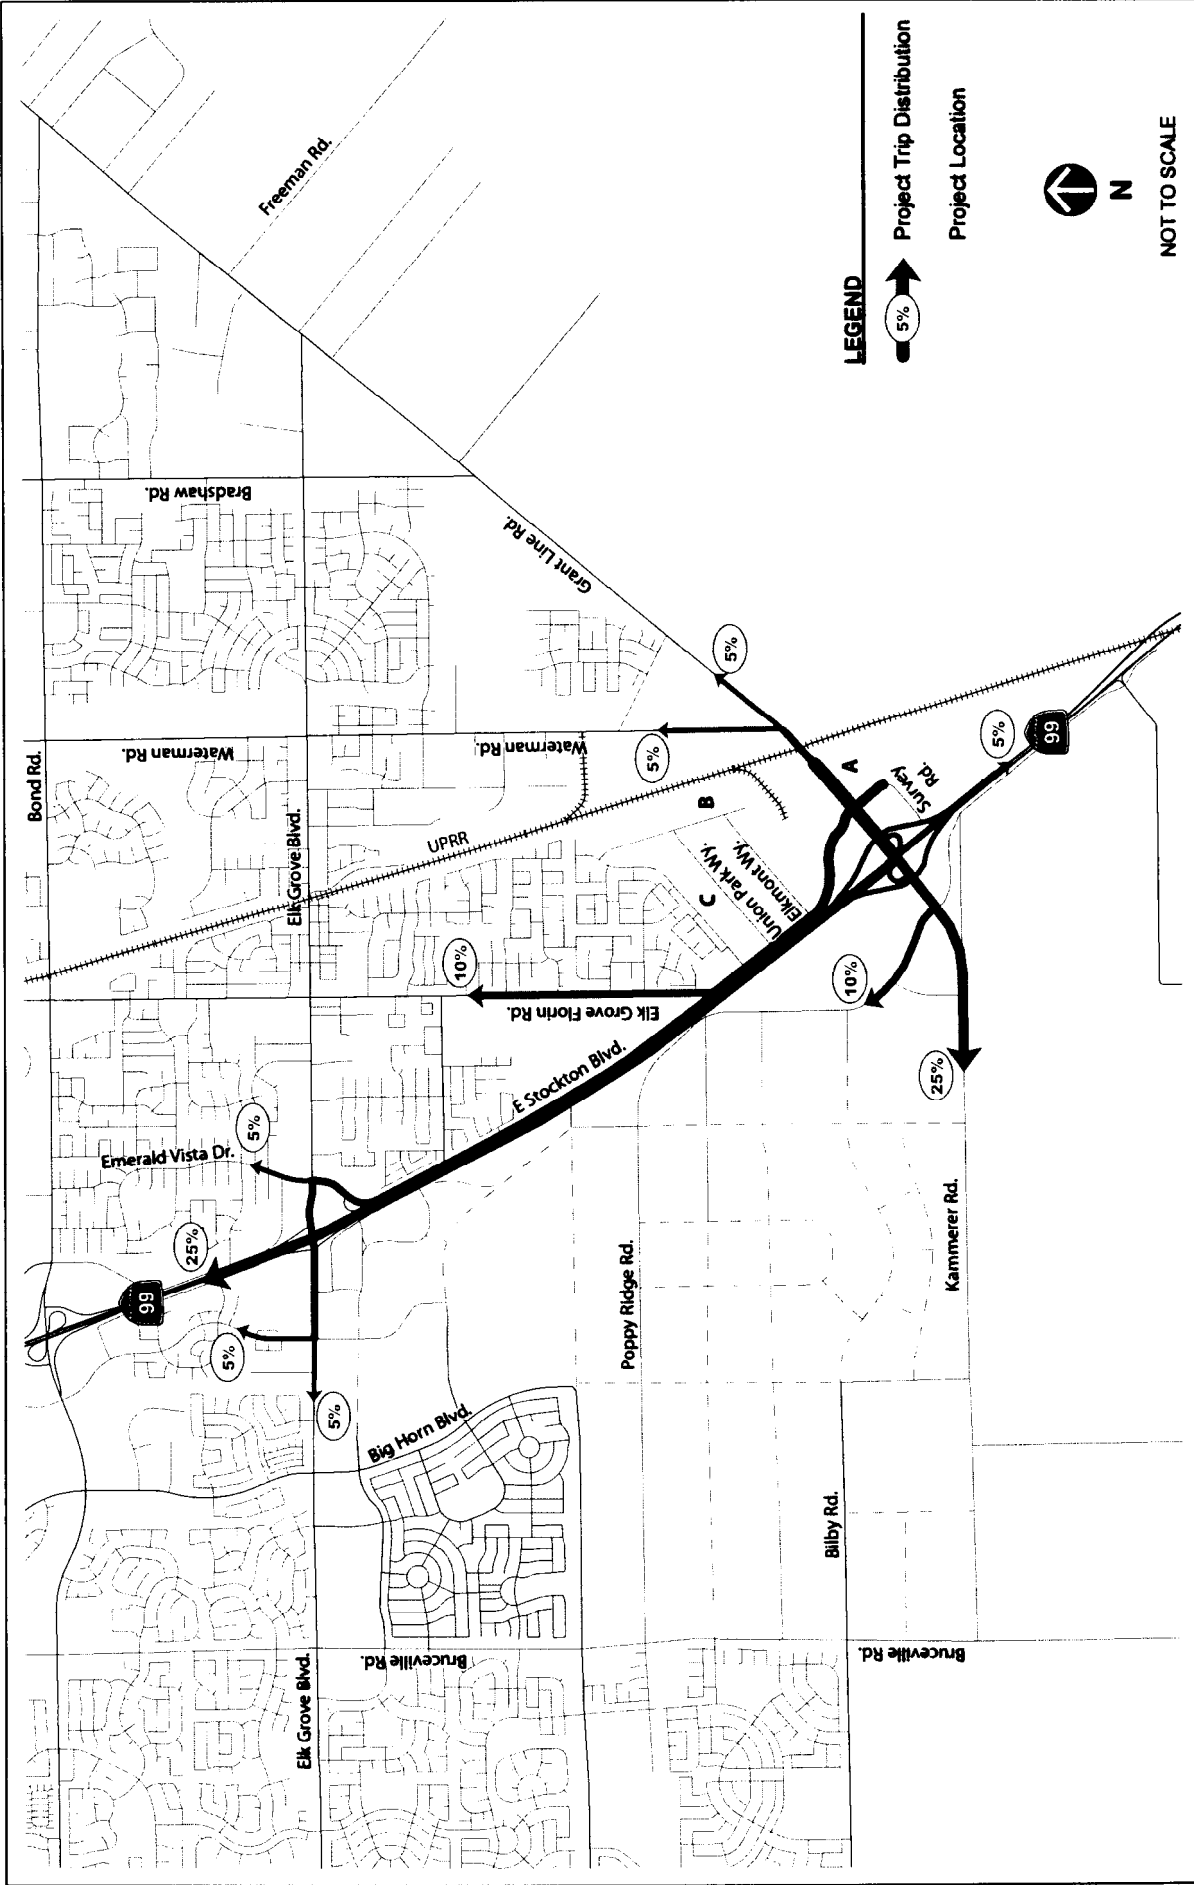 Bond Rd.
Freeman Rd.
Bradshaw Rd.
Grant Line Rd.
Waterman Rd.
Waterman Rd.
Elk Grove Blvd.
UPRR
5%
5%
A
B
C
Survey
Rd.
5%
99
Union Park Wy.
Elkmont Wy.
10%
Elk Grove Florin Rd.
E Stockton Blvd.
10%
25%
Emerald Vista Dr.
5%
25%
99
5%
5%
Big Horn Blvd.
Poppy Ridge Rd.
Kammerer Rd.
Bilby Rd.
Elk Grove Blvd.
Bruceville Rd.
Bruceville Rd.
LEGEND
5%
Project Trip Distribution
Project Location
N
NOT TO SCALE